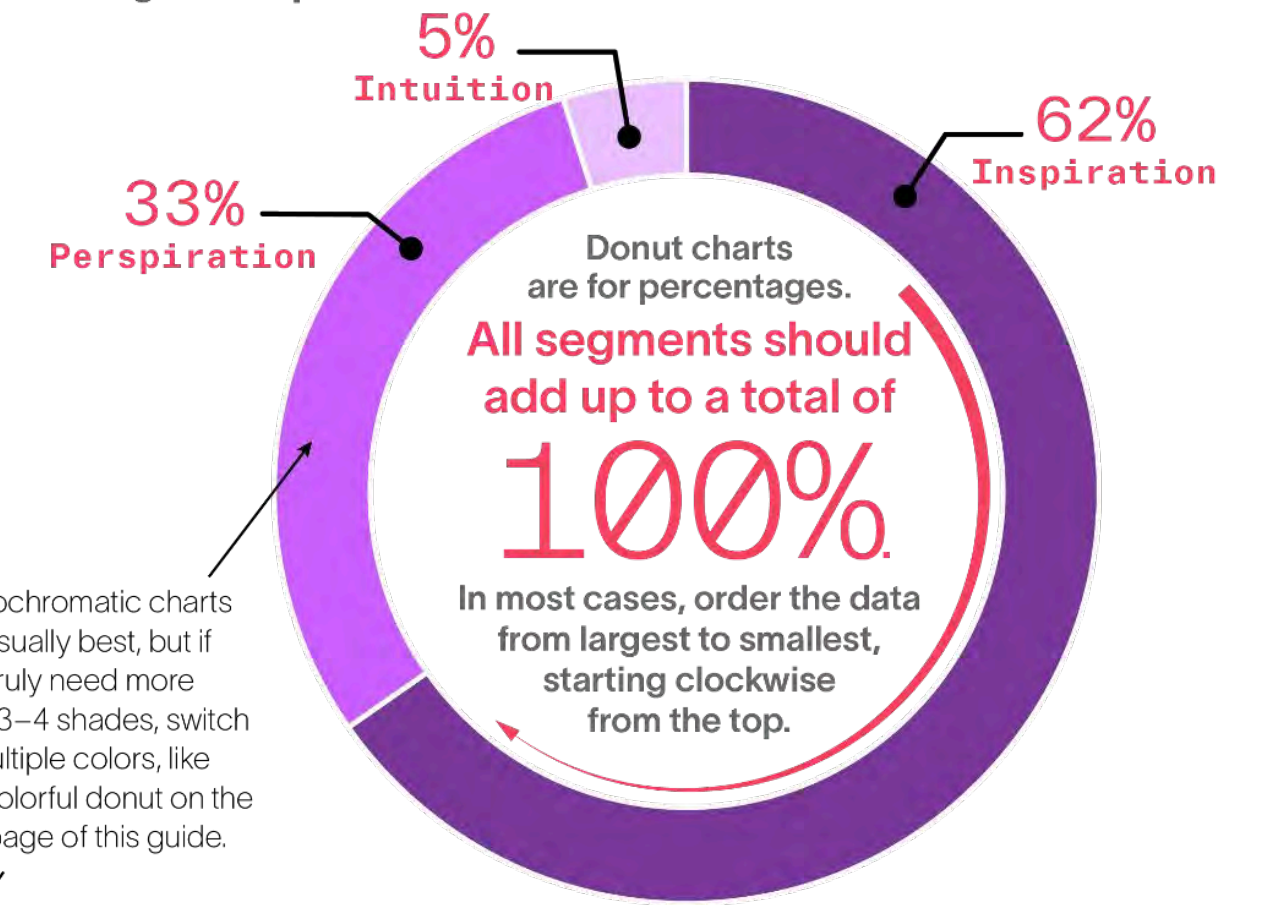 5%
Intuition
62%
Inspiration
33%
Perspiration
Donut charts
are for percentages.
All segments should
add up to a total of
100%.
In most cases, order the data
from largest to smallest,
starting clockwise
from the top.
ochromatic charts
sually best, but if
ruly need more
3–4 shades, switch
ultiple colors, like
olorful donut on the
page of this guide.